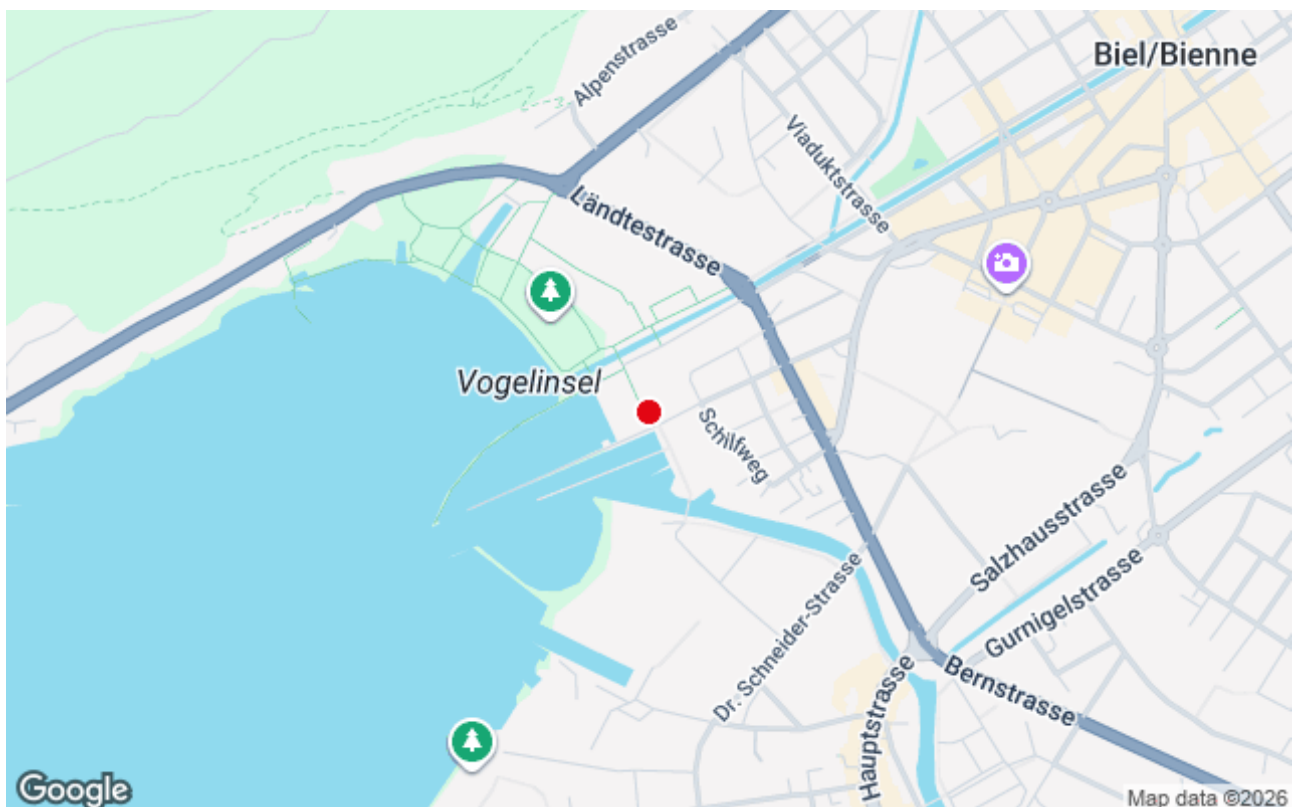 Biel/Bienne
Alpenstrasse
Viaduktstrasse
Ländtestrasse
Vogelinsel
Schilfweg
Salzhausstrasse
Gurnigelstrasse
Dr. Schneider-Strasse
Bernstrasse
Hauptstrasse
Google
Map data ©2026